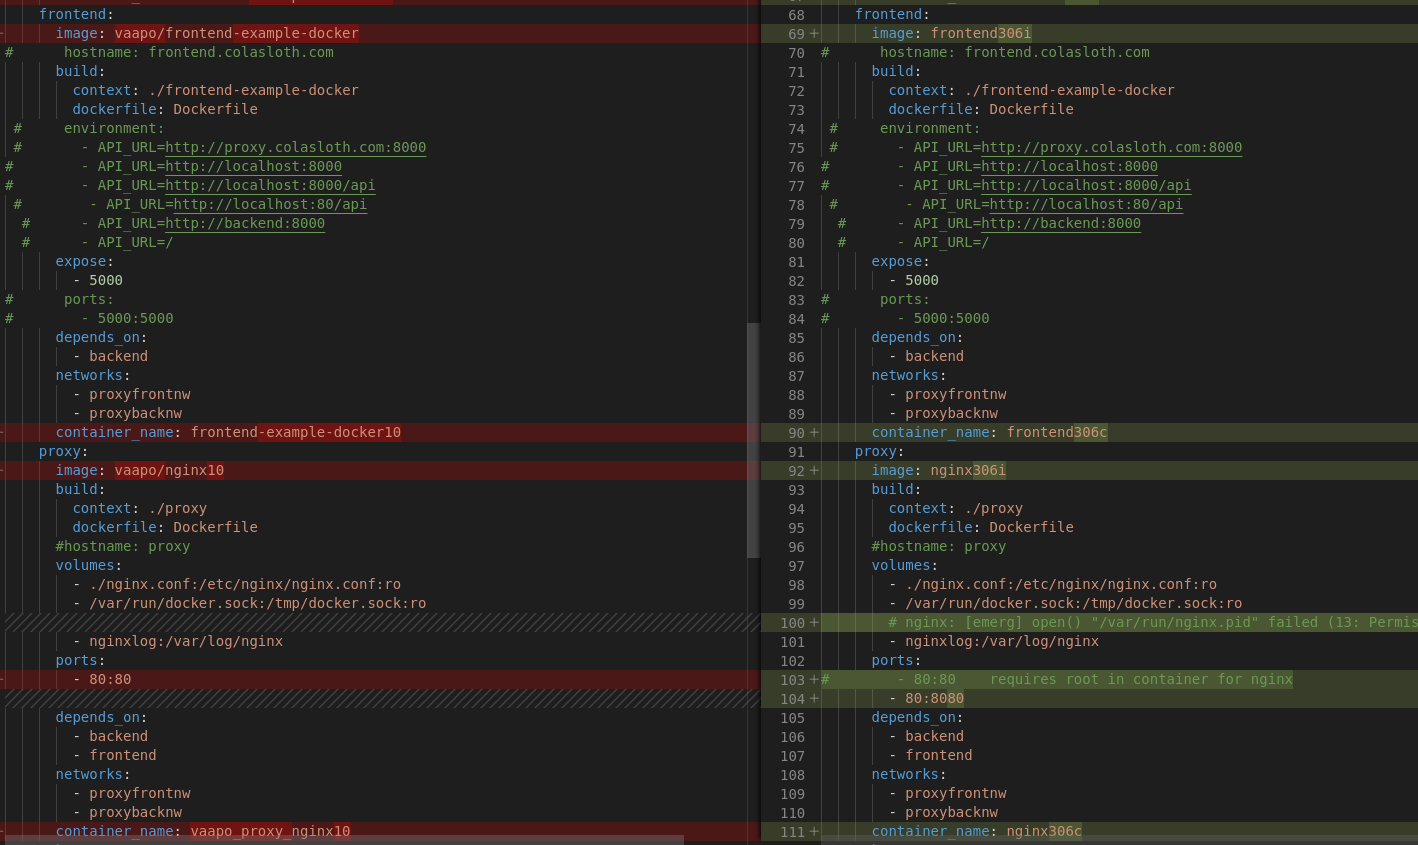 frontend:
image: vaapo/frontend-example-docker
# hostname: frontend.colasloth.com
build:
context: ./frontend-example-docker
dockerfile: Dockerfile
# environment:
# - API_URL=http://proxy.colasloth.com:8000
# - API_URL=http://localhost:8000
# - API_URL=http://localhost:8000/api
# - API_URL=http://localhost:80/api
# - API_URL=http://backend:8000
# - API_URL=/
expose:
- 5000
# ports:
# - 5000:5000
depends_on:
- backend
networks:
- proxyfrontnw
- proxybacknw
container_name: frontend-example-docker10
proxy:
image: vaapo/nginx10
build:
context: ./proxy
dockerfile: Dockerfile
#hostname: proxy
volumes:
- ./nginx.conf:/etc/nginx/nginx.conf:ro
- /var/run/docker.sock:/tmp/docker.sock:ro
- nginxlog:/var/log/nginx
ports:
- 80:80
depends_on:
- backend
- frontend
networks:
- proxyfrontnw
- proxybacknw
container_name: vaapo_proxy_nginx10
68 frontend:
69 + image: frontend306i
70 # hostname: frontend.colasloth.com
71 build:
72 context: ./frontend-example-docker
73 dockerfile: Dockerfile
74 # environment:
75 # - API_URL=http://proxy.colasloth.com:8000
76 # - API_URL=http://localhost:8000
77 # - API_URL=http://localhost:8000/api
78 # - API_URL=http://localhost:80/api
79 # - API_URL=http://backend:8000
80 # - API_URL=/
81 expose:
82 - 5000
83 # ports:
84 # - 5000:5000
85 depends_on:
86 - backend
87 networks:
88 - proxyfrontnw
89 - proxybacknw
90 + container_name: frontend306c
91 proxy:
92 + image: nginx306i
93 build:
94 context: ./proxy
95 dockerfile: Dockerfile
96 #hostname: proxy
97 volumes:
98 - ./nginx.conf:/etc/nginx/nginx.conf:ro
99 - /var/run/docker.sock:/tmp/docker.sock:ro
100 + # nginx: [emerg] open() "/var/run/nginx.pid" failed (13: Permis
101 - nginxlog:/var/log/nginx
102 ports:
103 + # - 80:80 requires root in container for nginx
104 + - 80:8080
105 depends_on:
106 - backend
107 - frontend
108 networks:
109 - proxyfrontnw
110 - proxybacknw
111 + container_name: nginx306c